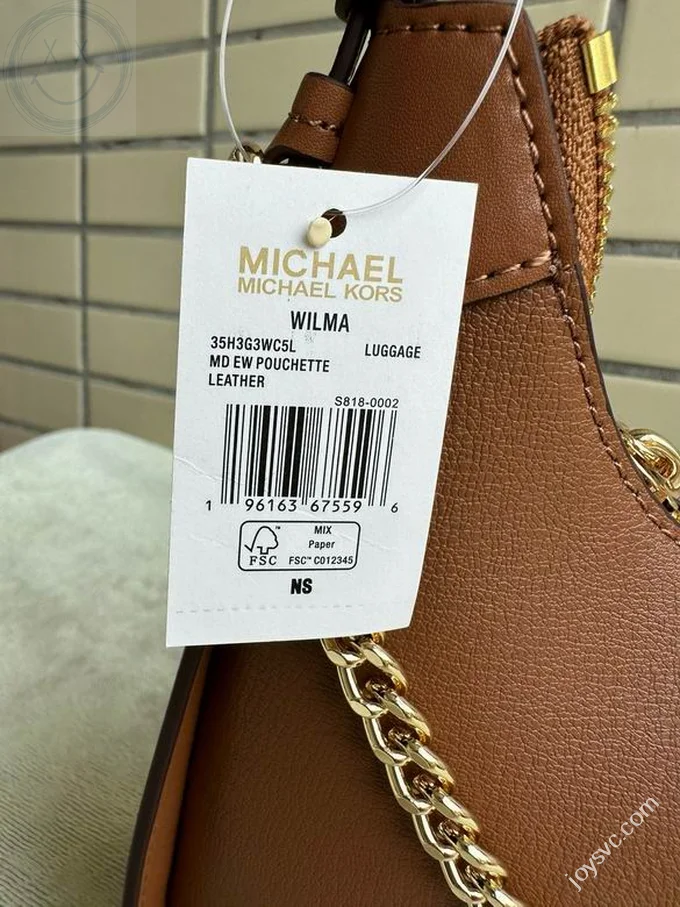 MICHAEL
MICHAEL KORS
WILMA
35H3G3WC5L LUGGAGE
MD EW POUCHETTE
LEATHER
S818-0002
1 96163 67559 6
FSC™
MIX
Paper
FSC™ C012345
NS
joysvc.com